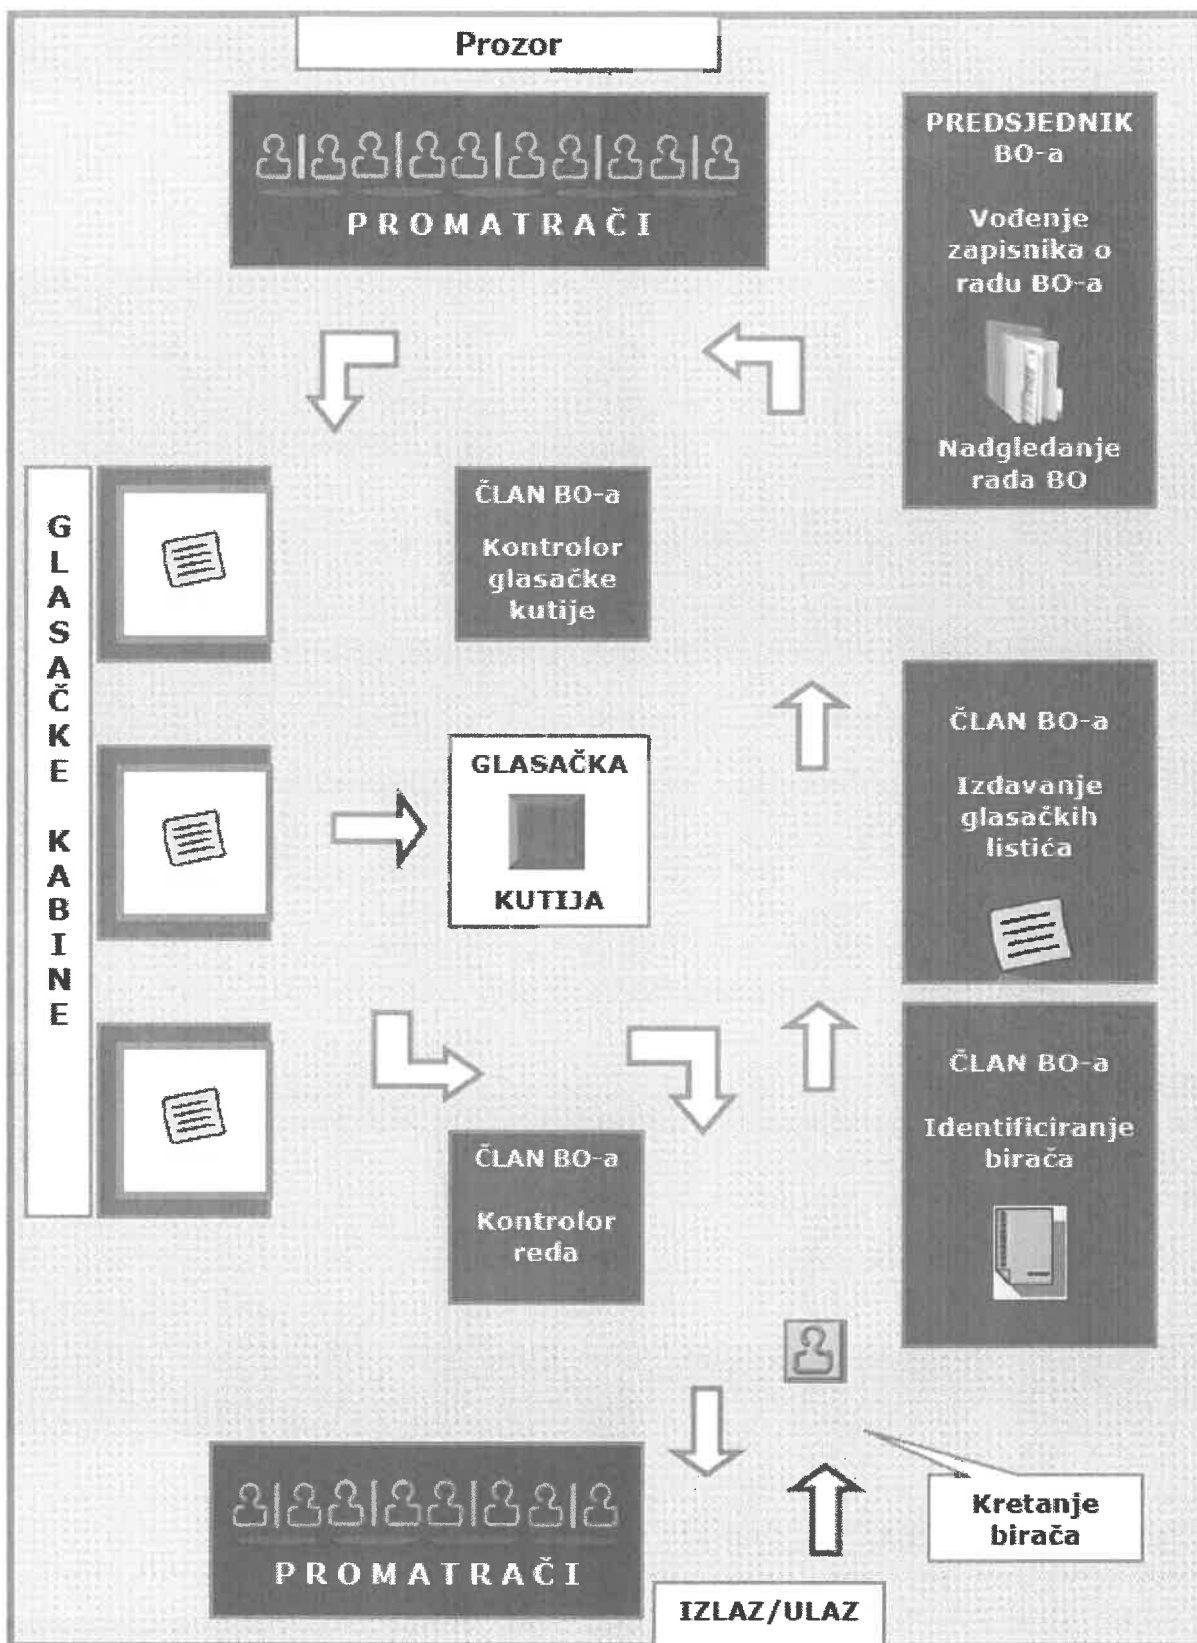 Prozor
PROMATRAČI
PREDSJEDNIK
BO-a
Vođenje
zapisnika o
radu BO-a
Nadgledanje
rada BO
GLASAČKE KABINE
ČLAN BO-a
Kontrolor
glasačke
kutije
GLASAČKA
KUTIJA
ČLAN BO-a
Izdavanje
glasačkih
listića
ČLAN BO-a
Identificiranje
birača
ČLAN BO-a
Kontrolor
reda
PROMATRAČI
Kretanje
birača
IZLAZ/ULAZ